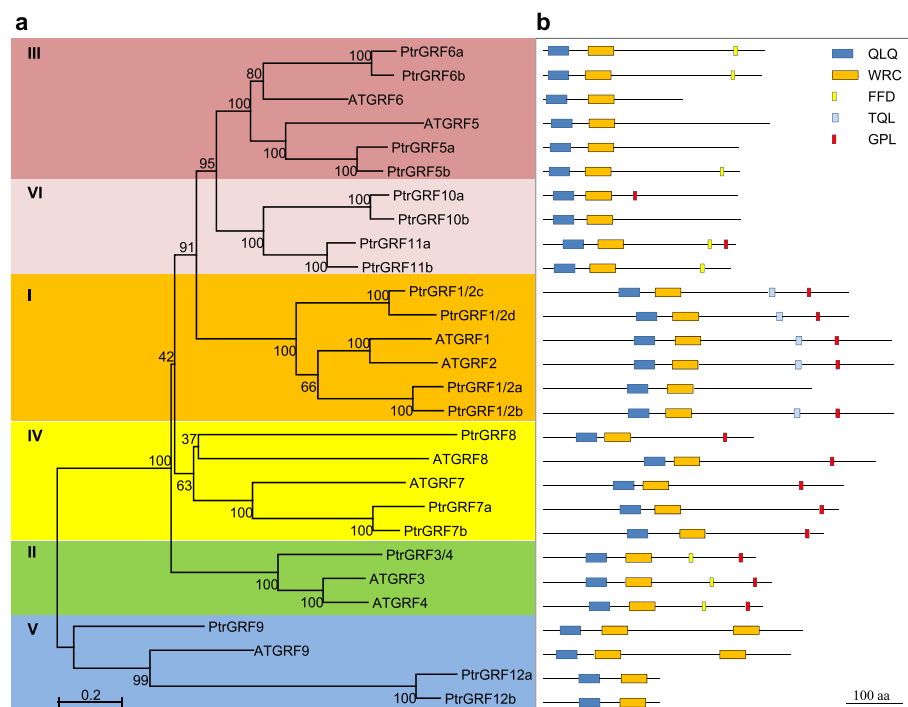 a
b
III
PtrGRF6a
100
PtrGRF6b
80
ATGRF6
100
ATGRF5
PtrGRF5a
100
95
PtrGRF5b
100
VI
PtrGRF10a
100
PtrGRF10b
100
PtrGRF11a
91
PtrGRF11b
100
I
PtrGRF1/2c
100
PtrGRF1/2d
ATGRF1
100
100
42
ATGRF2
66
PtrGRF1/2a
100
PtrGRF1/2b
IV
PtrGRF8
37
ATGRF8
100
ATGRF7
63
PtrGRF7a
100
PtrGRF7b
100
II
PtrGRF3/4
ATGRF3
100
ATGRF4
100
V
PtrGRF9
ATGRF9
PtrGRF12a
99
PtrGRF12b
100
0.2
QLQ
WRC
FFD
TQL
GPL
100 aa